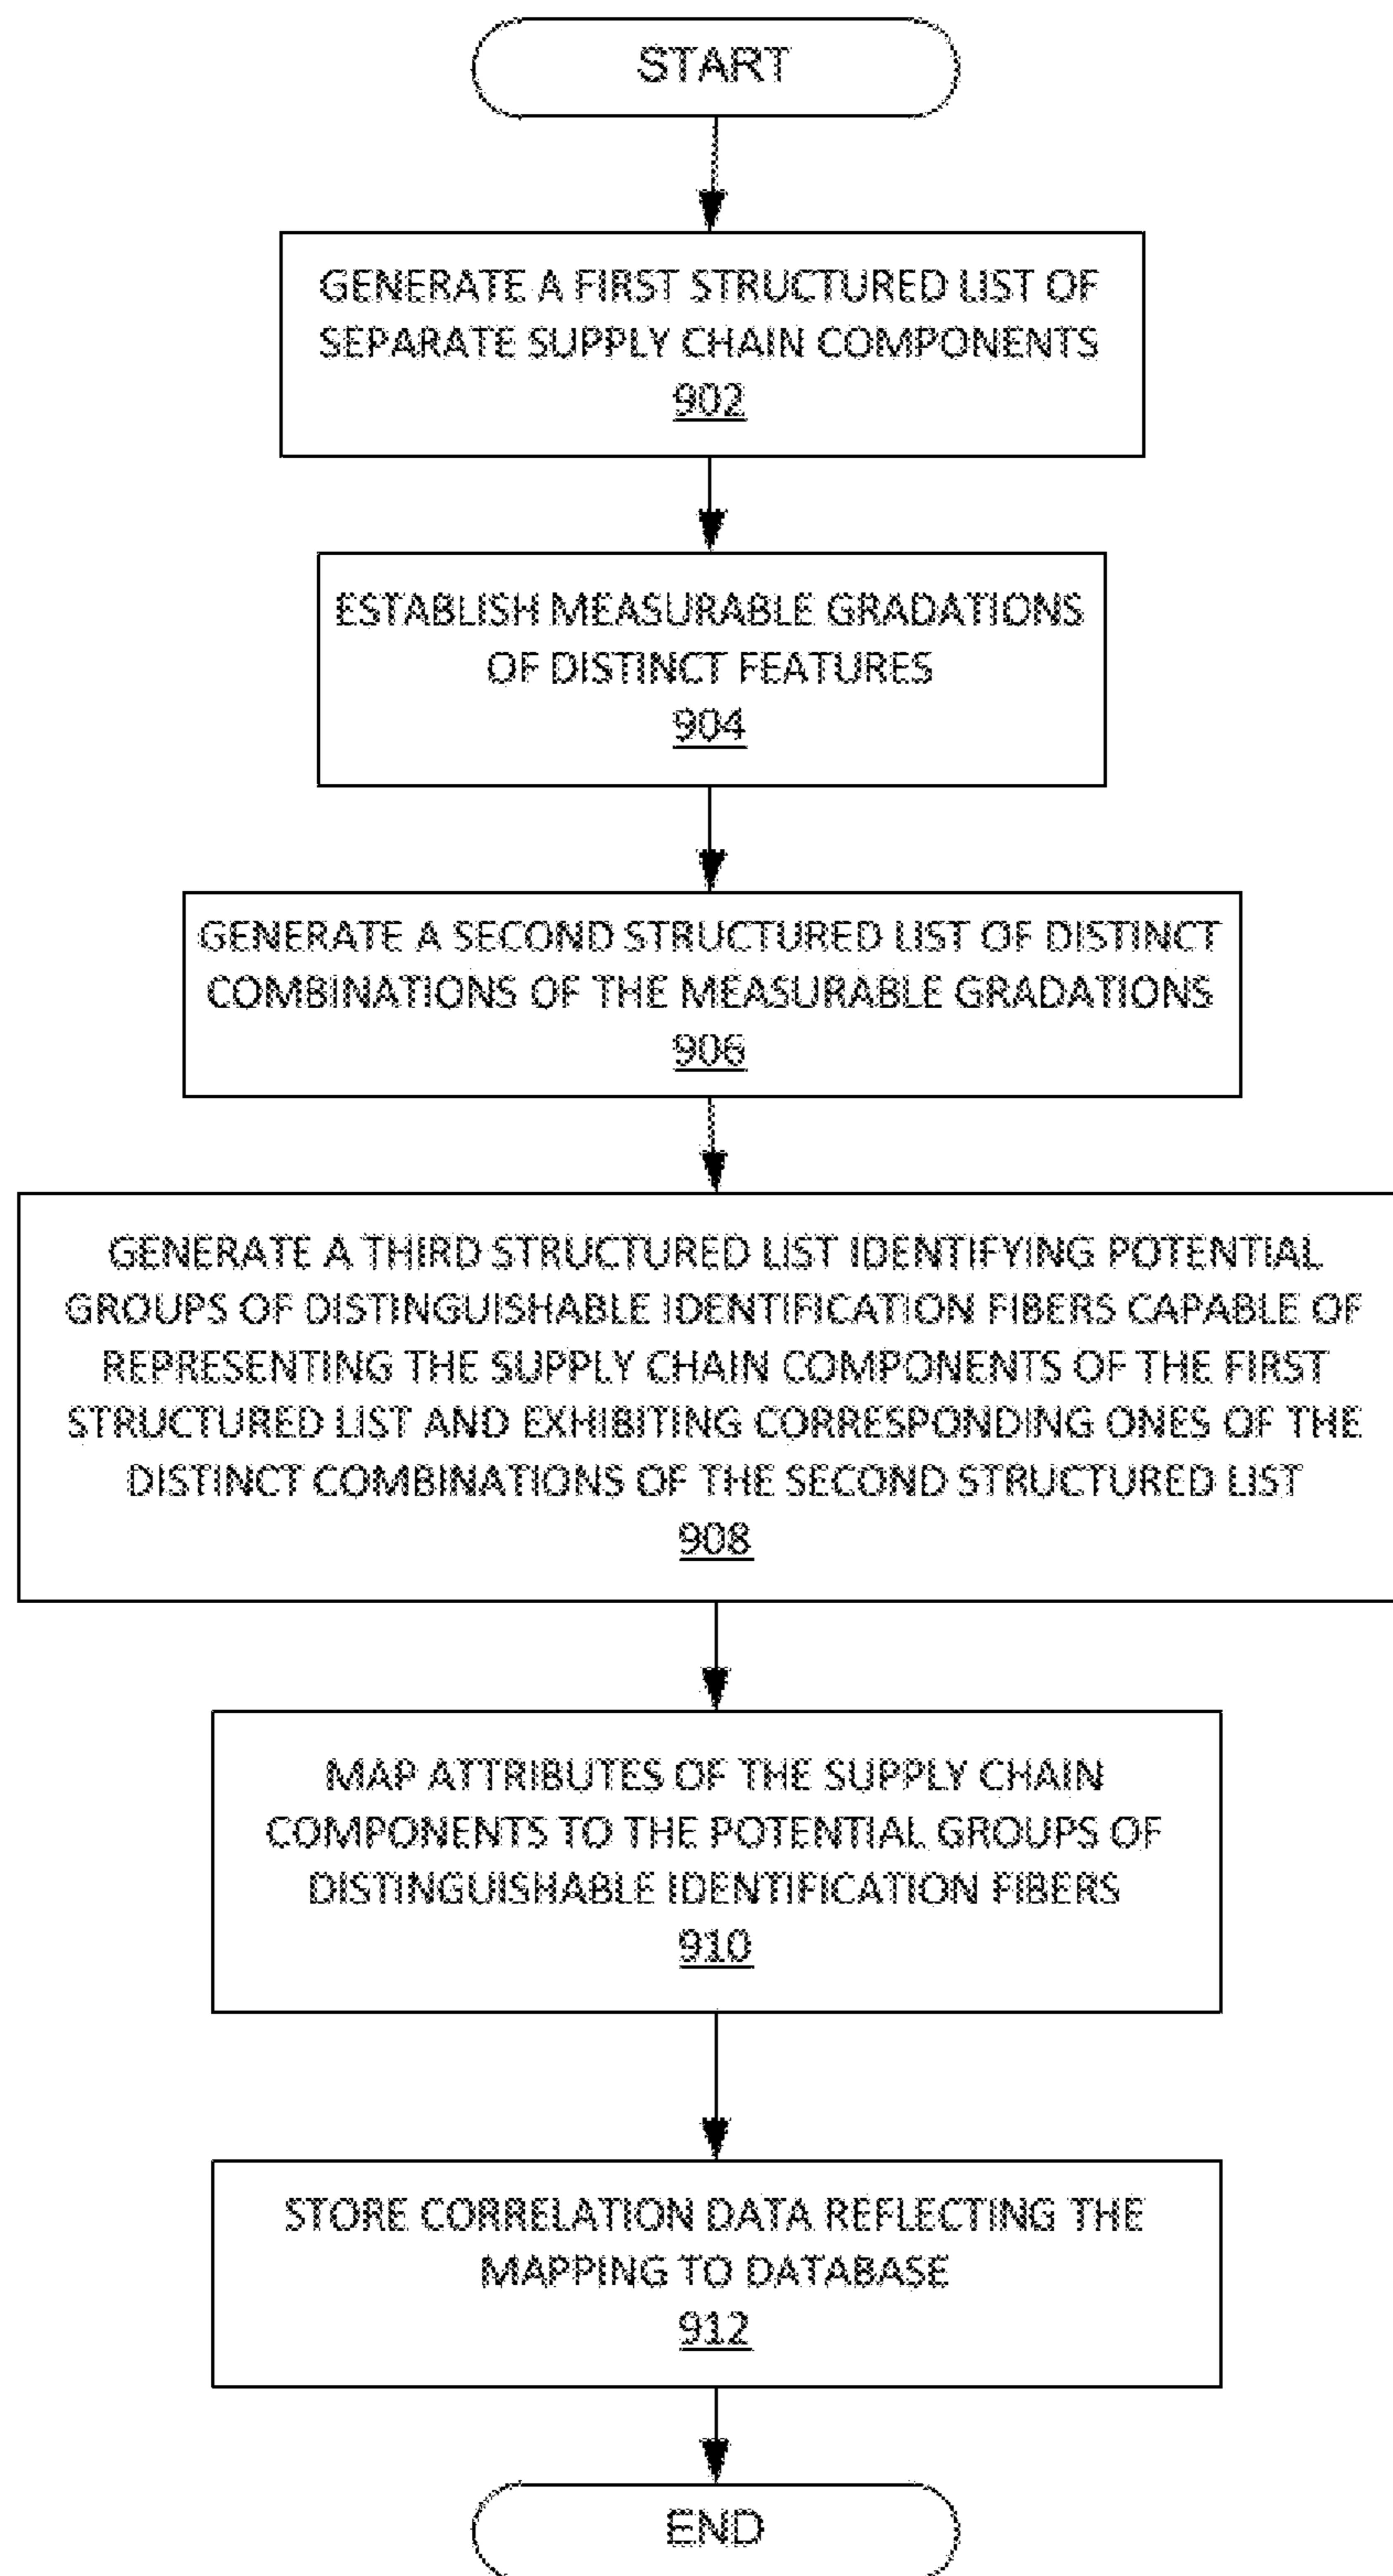 START
GENERATE A FIRST STRUCTURED LIST OF
SEPARATE SUPPLY CHAIN COMPONENTS
902
ESTABLISH MEASURABLE GRADATIONS
OF DISTINCT FEATURES
904
GENERATE A SECOND STRUCTURED LIST OF DISTINCT
COMBINATIONS OF THE MEASURABLE GRADATIONS
906
GENERATE A THIRD STRUCTURED LIST IDENTIFYING POTENTIAL
GROUPS OF DISTINGUISHABLE IDENTIFICATION FIBERS CAPABLE OF
REPRESENTING THE SUPPLY CHAIN COMPONENTS OF THE FIRST
STRUCTURED LIST AND EXHIBITING CORRESPONDING ONES OF THE
DISTINCT COMBINATIONS OF THE SECOND STRUCTURED LIST
908
MAP ATTRIBUTES OF THE SUPPLY CHAIN
COMPONENTS TO THE POTENTIAL GROUPS OF
DISTINGUISHABLE IDENTIFICATION FIBERS
910
STORE CORRELATION DATA REFLECTING THE
MAPPING TO DATABASE
912
END